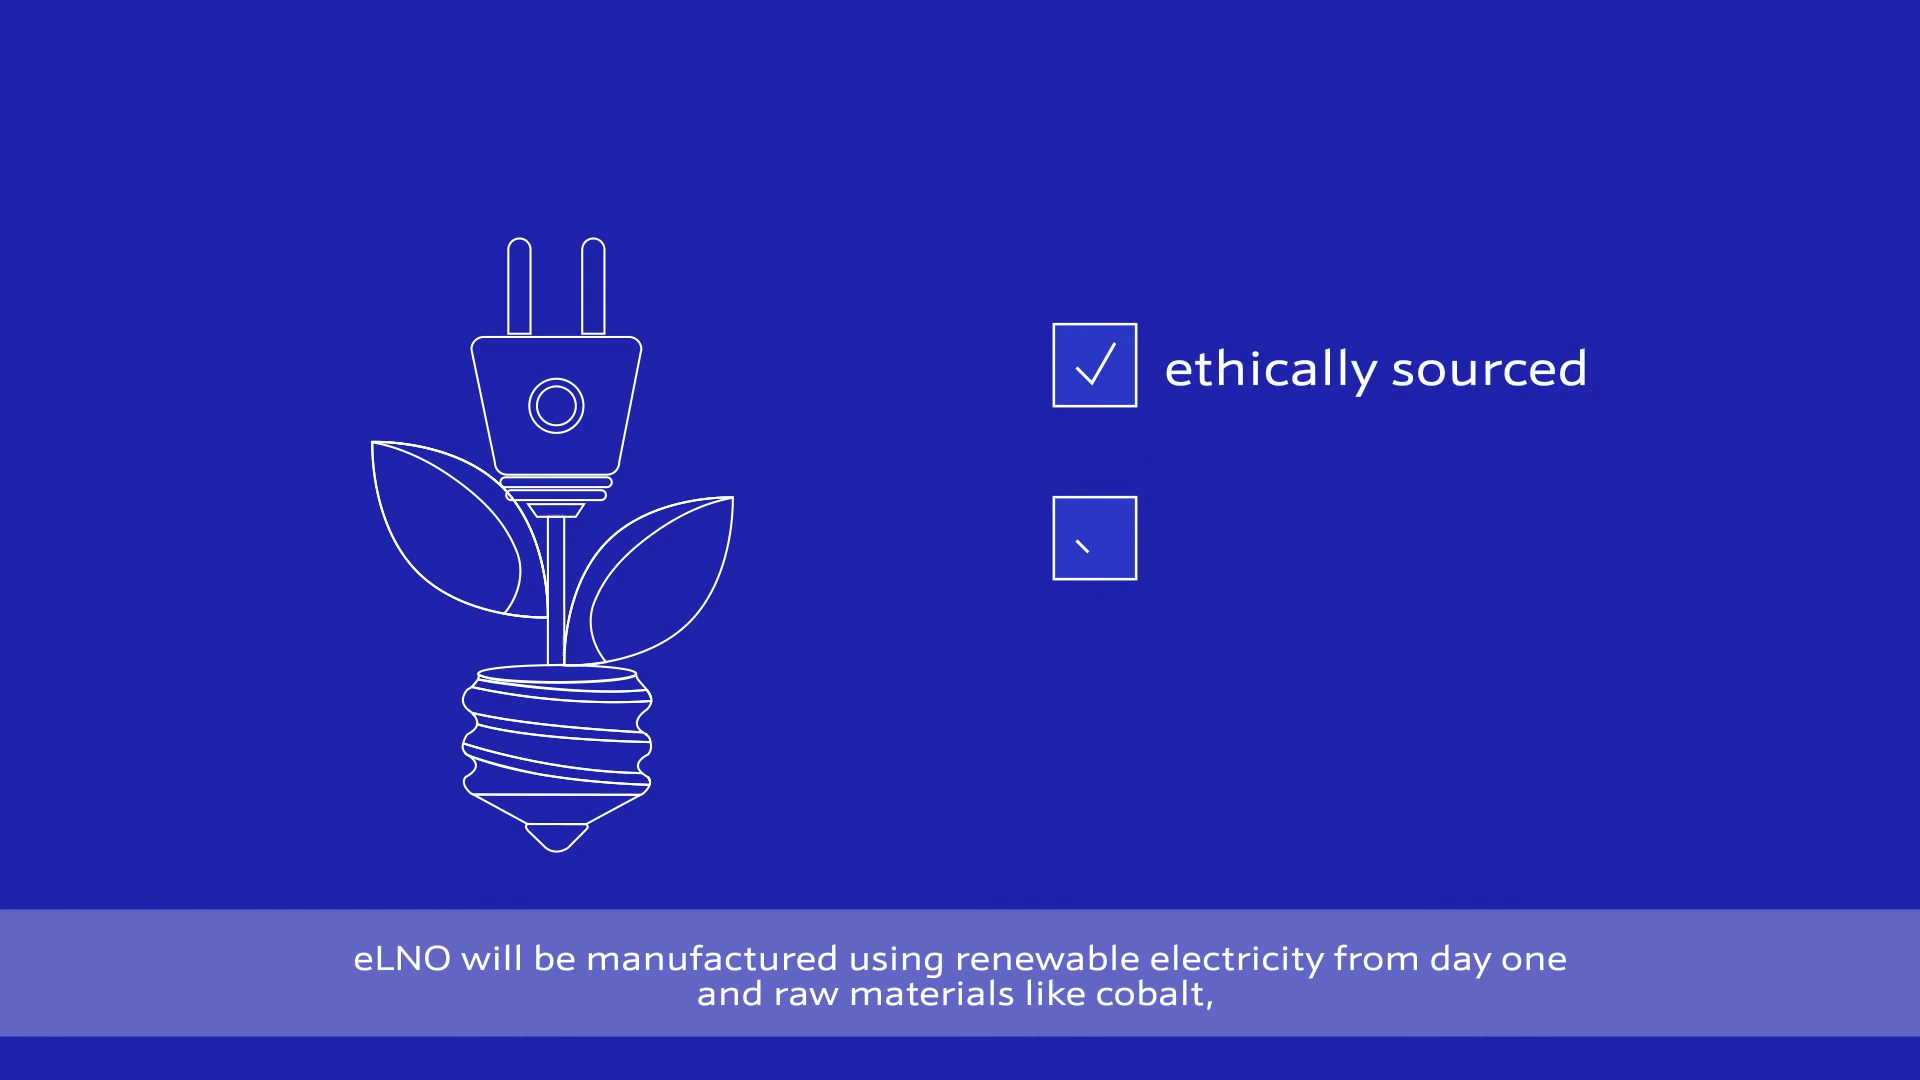 ethically sourced
eLNO will be manufactured using renewable electricity from day one
and raw materials like cobalt,